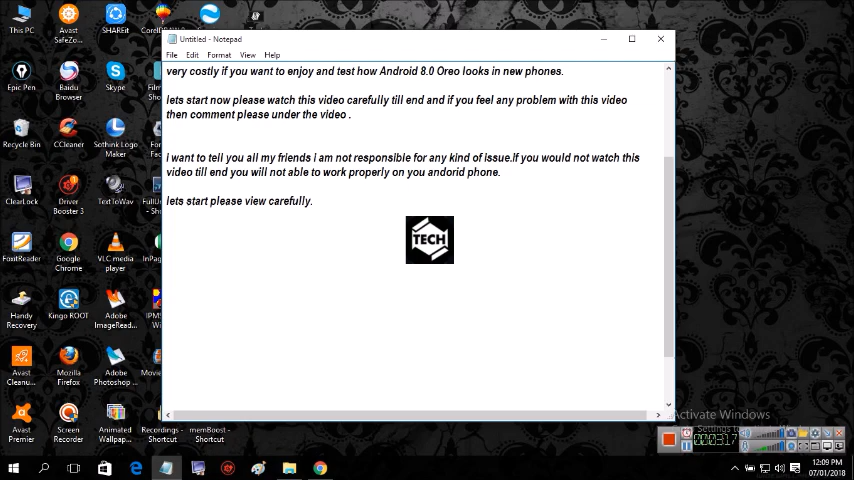 This PC
Avast SafeZo...
SHAREit
Untitled - Notepad
File Edit Format View Help
very costly if you want to enjoy and test how Android 8.0 Oreo looks in new phones.
lets start now please watch this video carefully till end and if you feel any problem with this video
then comment please under the video .
i want to tell you all my friends i am not responsible for any kind of issue.if you would not watch this
video till end you will not able to work properly on you andorid phone.
lets start please view carefully.
TECH
Epic Pen
Baidu Browser
Skype
Recycle Bin
CCleaner
Sothink Logo Maker
ClearLock
Driver Booster 3
TextToWav
FoxitReader
Google Chrome
VLC media player
Handy Recovery
Kingo ROOT
Adobe ImageRead...
Avast Cleanu...
Mozilla Firefox
Adobe Photoshop ...
Avast Premier
Screen Recorder
Animated Wallpap...
Recordings - Shortcut
memBoost - Shortcut
Activate Windows
00:03:17
12:09 PM
07/01/2018